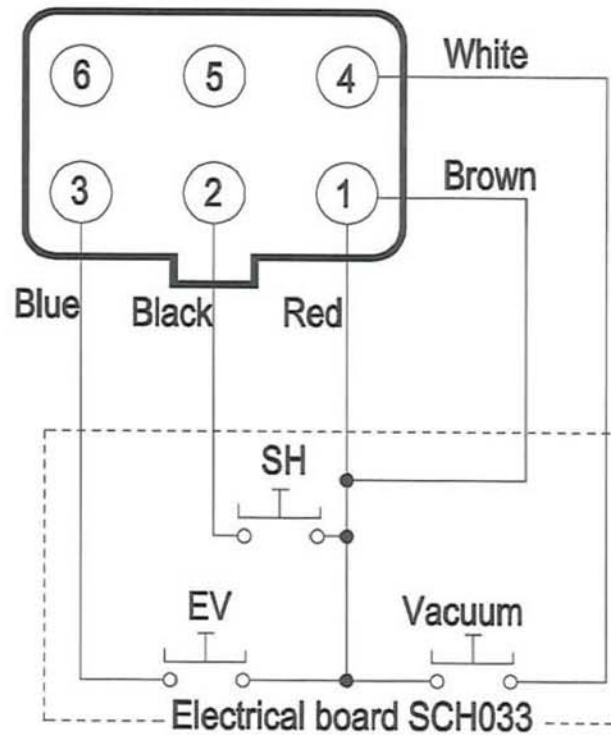 6 5 4 White
3 2 1 Brown
Blue Black Red
SH
EV Vacuum
Electrical board SCH033